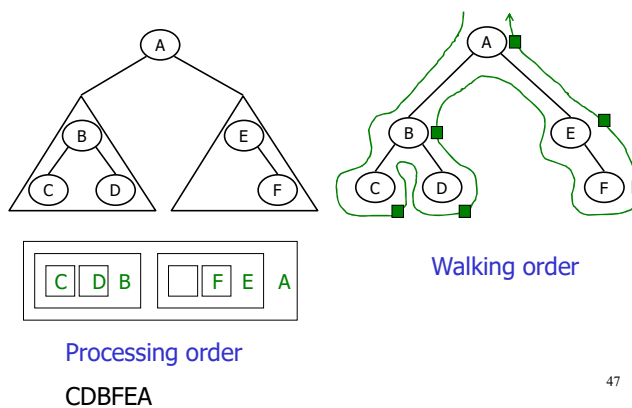 A
B
E
C
D
F
A
B
E
C
D
F
C D B F E A
Walking order
Processing order
CDBFEA
47